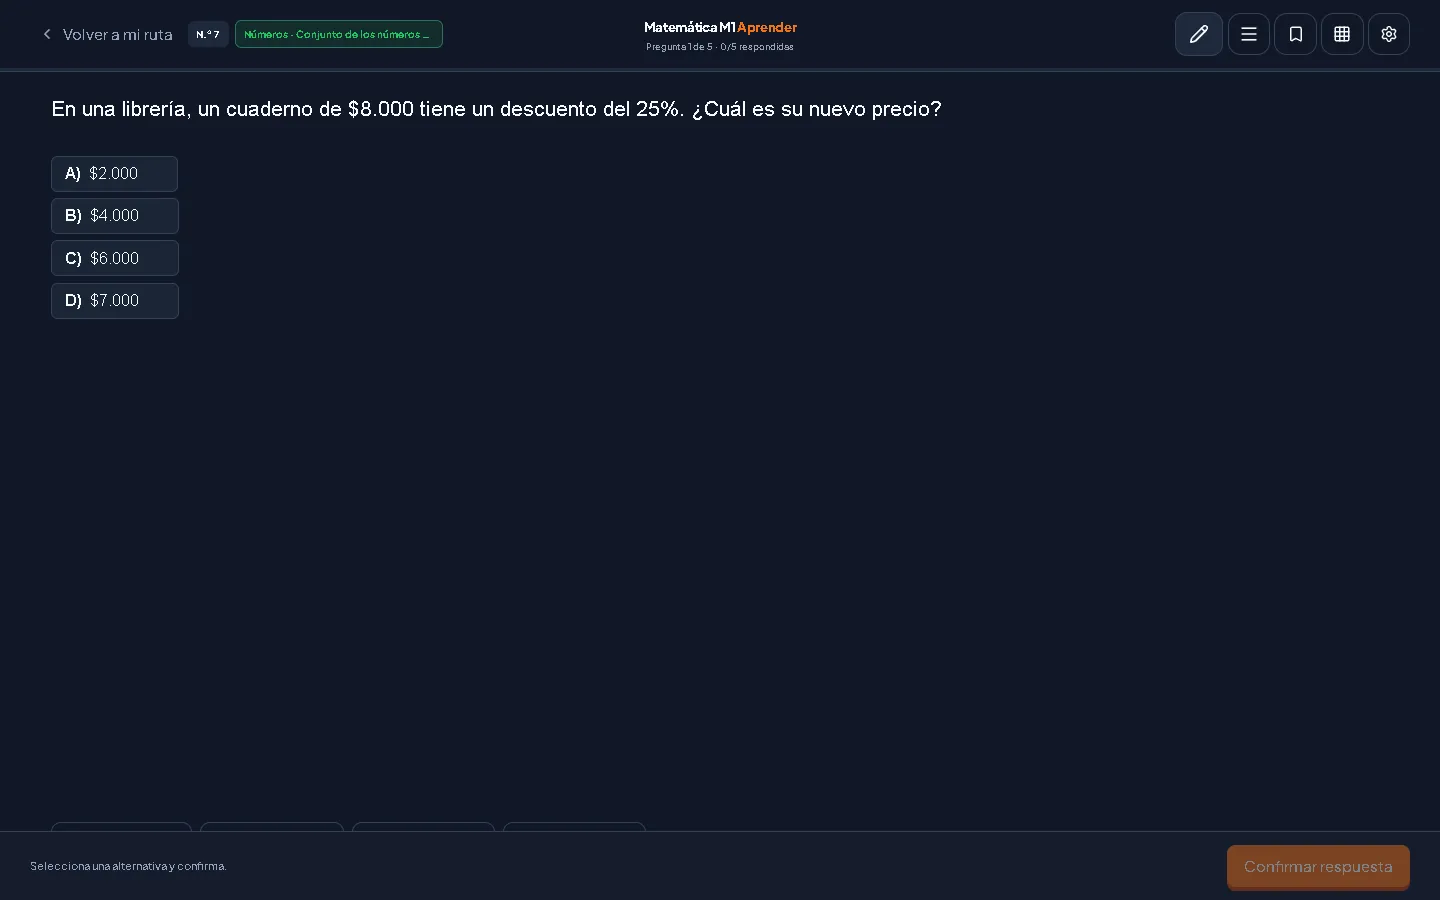 Volver a mi ruta
N.º 7
Números · Conjunto de los números ...
Matemática M1 Aprender
Pregunta 1 de 5 · 0/5 respondidas
En una librería, un cuaderno de $8.000 tiene un descuento del 25%. ¿Cuál es su nuevo precio?
A) $2.000
B) $4.000
C) $6.000
D) $7.000
Selecciona una alternativa y confirma.
Confirmar respuesta